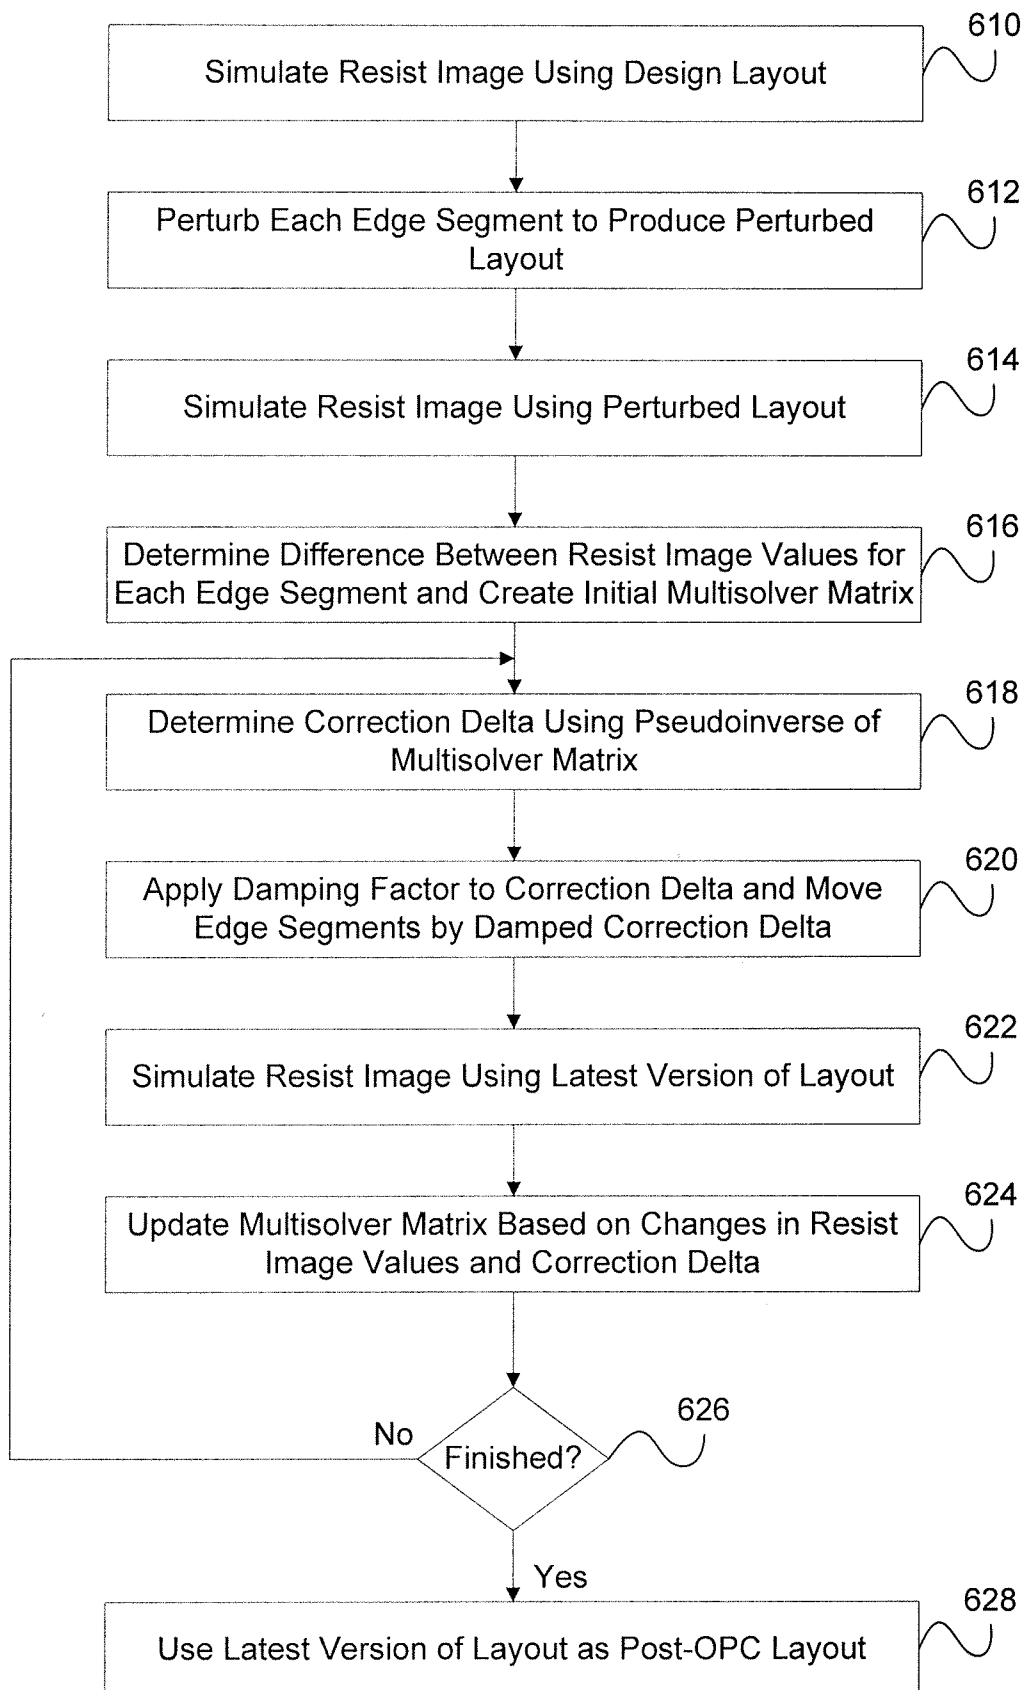 610
Simulate Resist Image Using Design Layout
612
Perturb Each Edge Segment to Produce Perturbed
Layout
614
Simulate Resist Image Using Perturbed Layout
616
Determine Difference Between Resist Image Values for
Each Edge Segment and Create Initial Multisolver Matrix
618
Determine Correction Delta Using Pseudoinverse of
Multisolver Matrix
620
Apply Damping Factor to Correction Delta and Move
Edge Segments by Damped Correction Delta
622
Simulate Resist Image Using Latest Version of Layout
624
Update Multisolver Matrix Based on Changes in Resist
Image Values and Correction Delta
626
No
Finished?
Yes
628
Use Latest Version of Layout as Post-OPC Layout